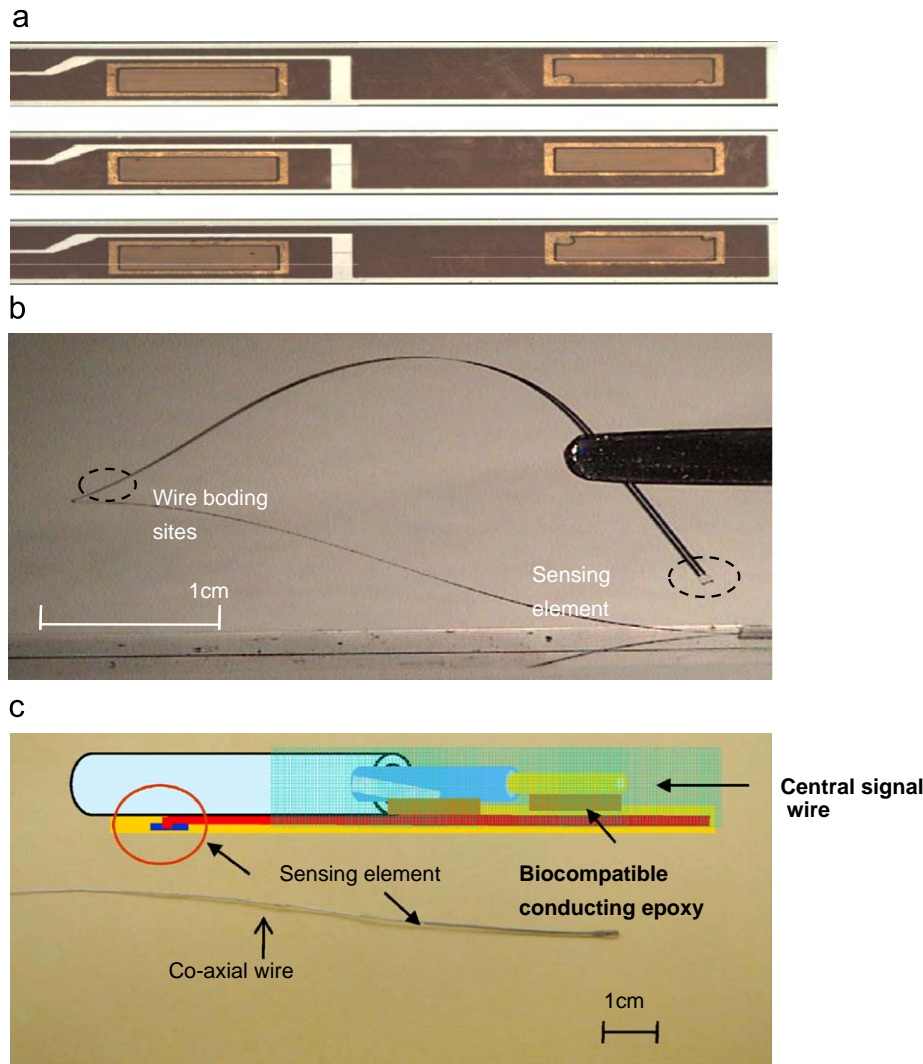 a
b
Wire boding
sites
Sensing
element
1cm
c
Central signal
wire
Sensing element
Biocompatible
conducting epoxy
Co-axial wire
1cm